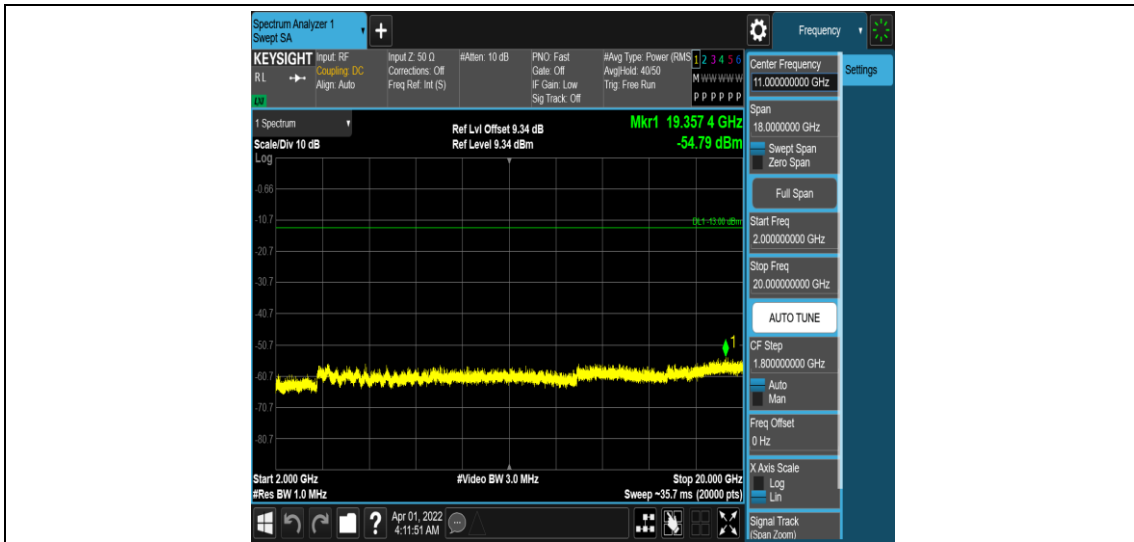 Spectrum Analyzer 1
Swept SA
+
Frequency
KEYSIGHT
RL
LXI
Input: RF
Coupling: DC
Align: Auto
Input Z: 50 Ω
Corrections: Off
Freq Ref: Int (S)
#Atten: 10 dB
PNO: Fast
Gate: Off
IF Gain: Low
Sig Track: Off
#Avg Type: Power (RMS
Avg|Hold: 40/50
Trig: Free Run
1 2 3 4 5 6
M W W W W W
P P P P P P
1 Spectrum
Scale/Div 10 dB
Ref Lvl Offset 9.34 dB
Ref Level 9.34 dBm
Mkr1 19.357 4 GHz
-54.79 dBm
Log
-0.66
-10.7
DL1 -13.00 dBm
-20.7
-30.7
-40.7
-50.7
1
-60.7
-70.7
-80.7
Start 2.000 GHz
#Video BW 3.0 MHz
Stop 20.000 GHz
#Res BW 1.0 MHz
Sweep ~35.7 ms (20000 pts)
?
Apr 01, 2022
4:11:51 AM
Center Frequency
11.000000000 GHz
Settings
Span
18.0000000 GHz
Swept Span
Zero Span
Full Span
Start Freq
2.000000000 GHz
Stop Freq
20.000000000 GHz
AUTO TUNE
CF Step
1.800000000 GHz
Auto
Man
Freq Offset
0 Hz
X Axis Scale
Log
Lin
Signal Track
(Span Zoom)